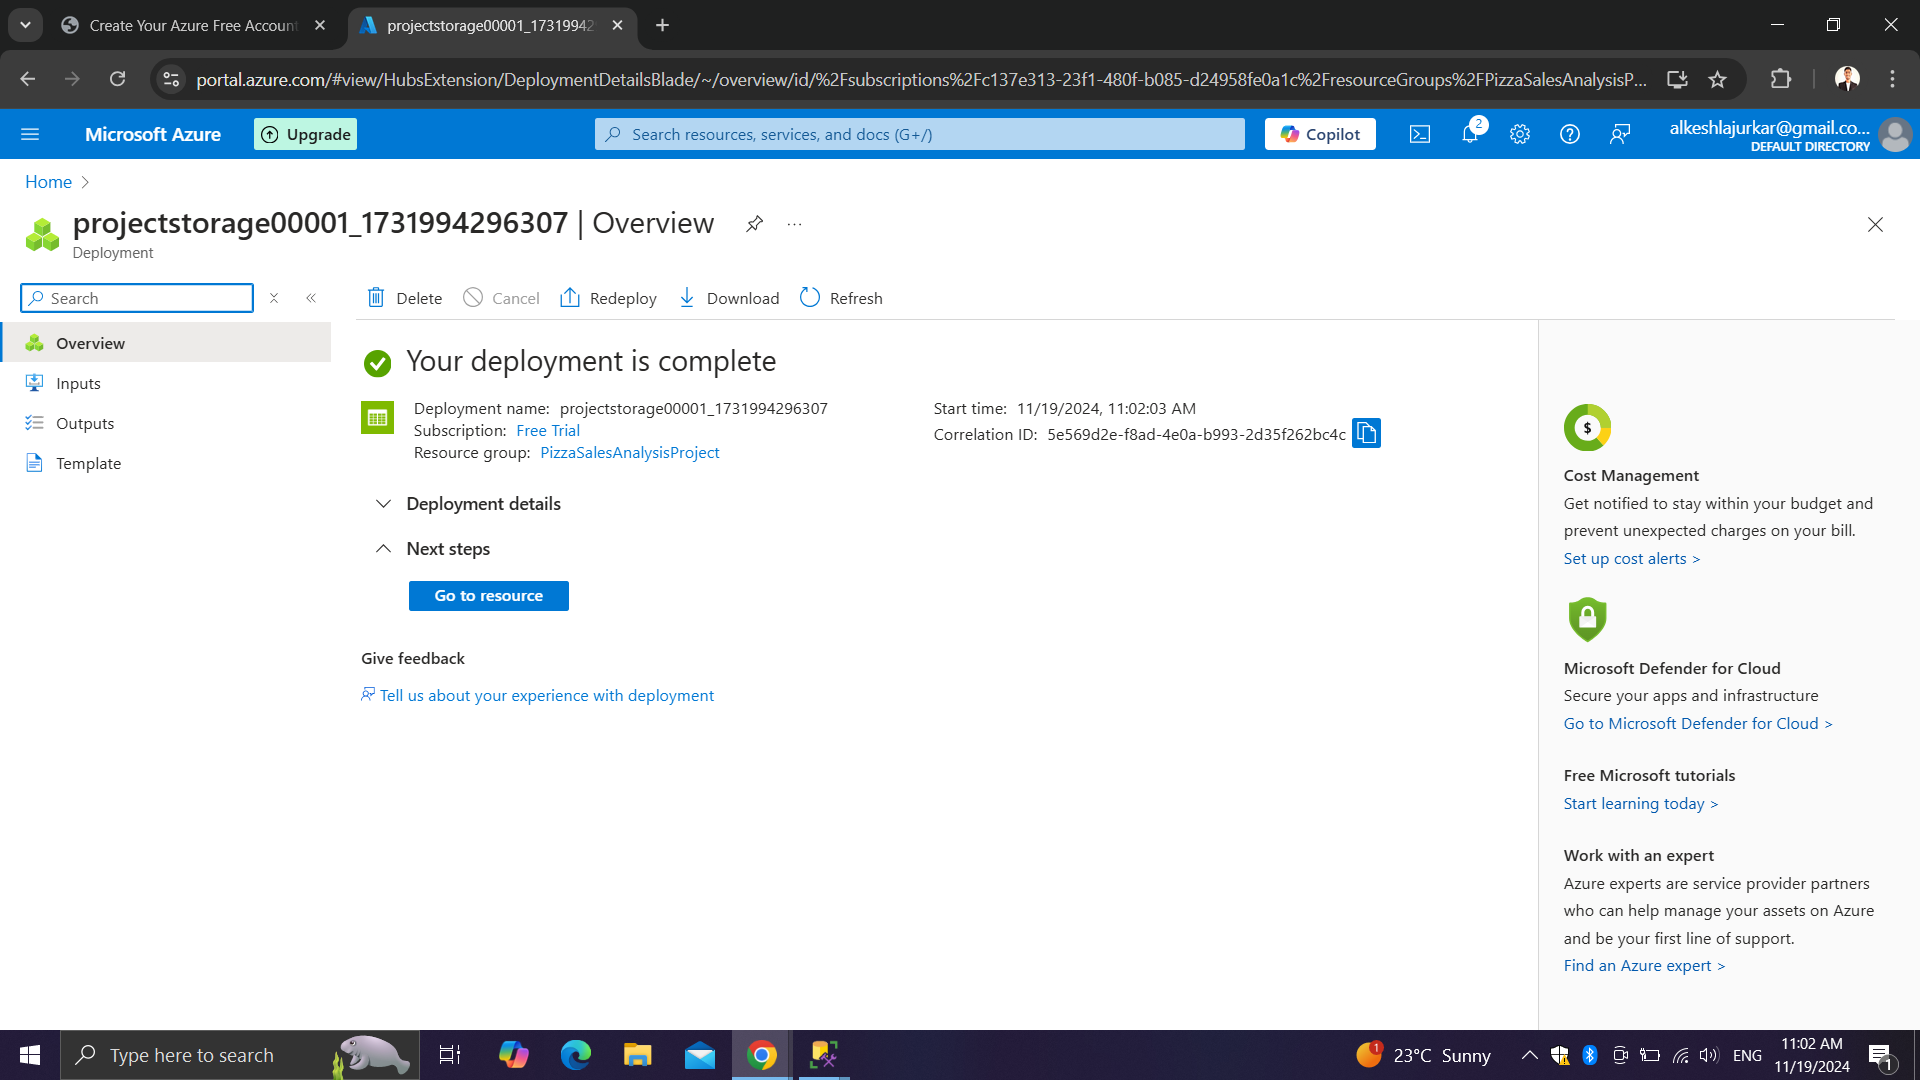 Create Your Azure Free Account
projectstorage00001_17319942
portal.azure.com/#view/HubsExtension/DeploymentDetailsBlade/~/overview/id/%2Fsubscriptions%2Fc137e313-23f1-480f-b085-d24958fe0a1c%2FresourceGroups%2FPizzaSalesAnalysisP...
Microsoft Azure
Upgrade
Search resources, services, and docs (G+/)
Copilot
2
alkeshlajurkar@gmail.co...
DEFAULT DIRECTORY
Home
projectstorage00001_1731994296307 | Overview
...
Deployment
Search
Delete
Cancel
Redeploy
Download
Refresh
Overview
Inputs
Outputs
Template
Your deployment is complete
Deployment name: projectstorage00001_1731994296307
Subscription: Free Trial
Resource group: PizzaSalesAnalysisProject
Start time: 11/19/2024, 11:02:03 AM
Correlation ID: 5e569d2e-f8ad-4e0a-b993-2d35f262bc4c
Deployment details
Next steps
Go to resource
Give feedback
Tell us about your experience with deployment
$
Cost Management
Get notified to stay within your budget and
prevent unexpected charges on your bill.
Set up cost alerts >
Microsoft Defender for Cloud
Secure your apps and infrastructure
Go to Microsoft Defender for Cloud >
Free Microsoft tutorials
Start learning today >
Work with an expert
Azure experts are service provider partners
who can help manage your assets on Azure
and be your first line of support.
Find an Azure expert >
Type here to search
1
23°C Sunny
ENG
11:02 AM
11/19/2024
1